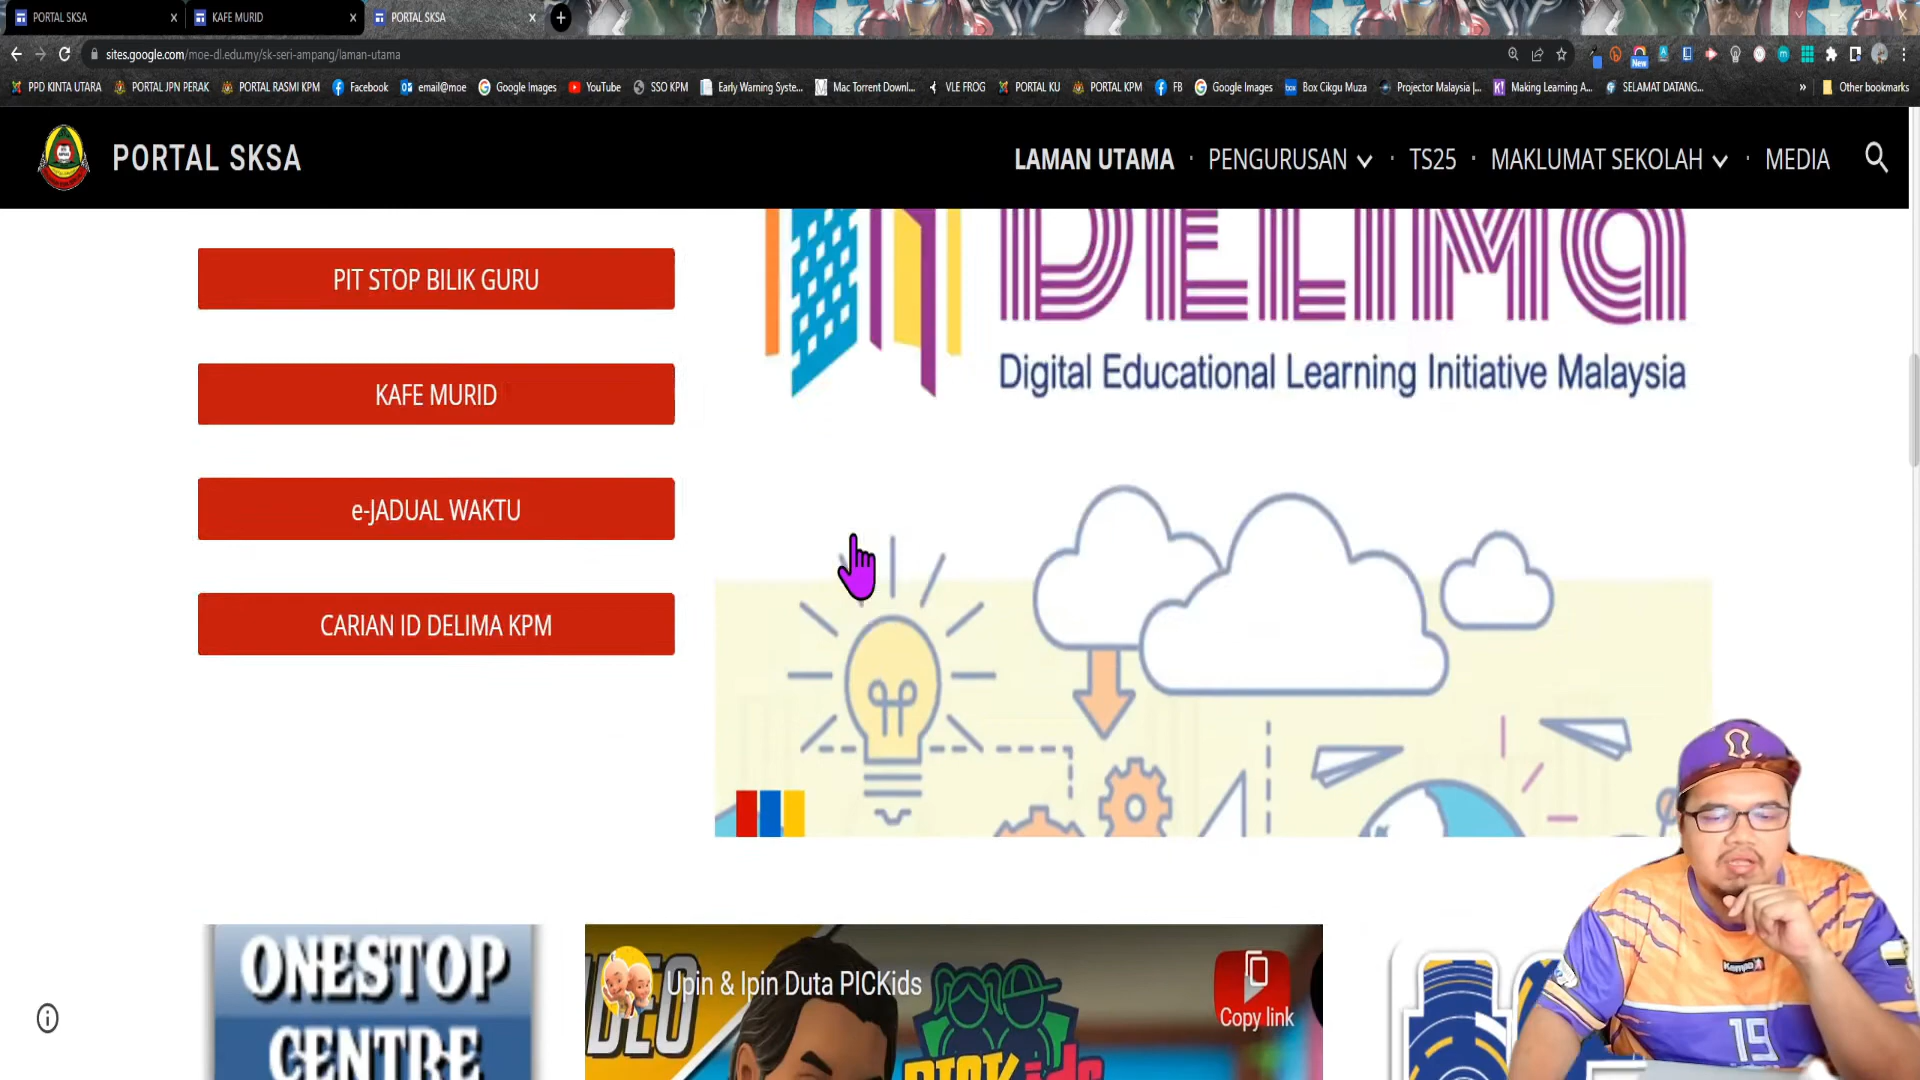 PORTAL SKSA
KAFE MURID
PORTAL SKSA
sites.google.com/moe-dl.edu.my/sk-seri-ampang/laman-utama
New
PPD KINTA UTARA
PORTAL JPN PERAK
PORTAL RASMI KPM
Facebook
email@moe
Google Images
YouTube
SSO KPM
Early Warning Syste...
Mac Torrent Downl...
VLE FROG
PORTAL KU
PORTAL KPM
FB
Google Images
box
Box Cikgu Muza
Projector Malaysia |...
Making Learning A...
SELAMAT DATANG...
»
Other bookmarks
PORTAL SKSA
LAMAN UTAMA · PENGURUSAN · TS25 · MAKLUMAT SEKOLAH · MEDIA
DELIMa
Digital Educational Learning Initiative Malaysia
PIT STOP BILIK GURU
KAFE MURID
e-JADUAL WAKTU
CARIAN ID DELIMA KPM
ONESTOP
CENTRE
Upin & Ipin Duta PICKids
Copy link
Kempo
19